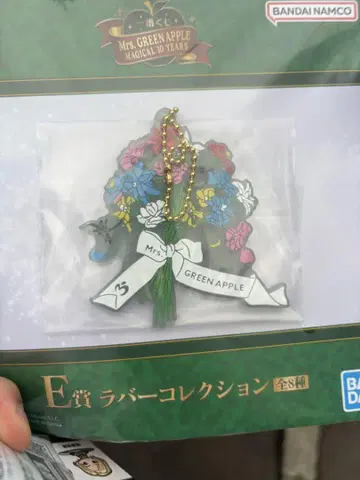 一番くじ
BANDAI NAMCO
Mrs. GREEN APPLE
MAGICAL 10 YEARS
Mrs.
GREEN APPLE
E賞 ラバーコレクション 全8種